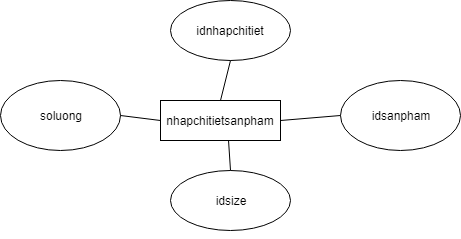 idnhapchitiet
soluong
nhapchitietsanpham
idsanpham
idsize